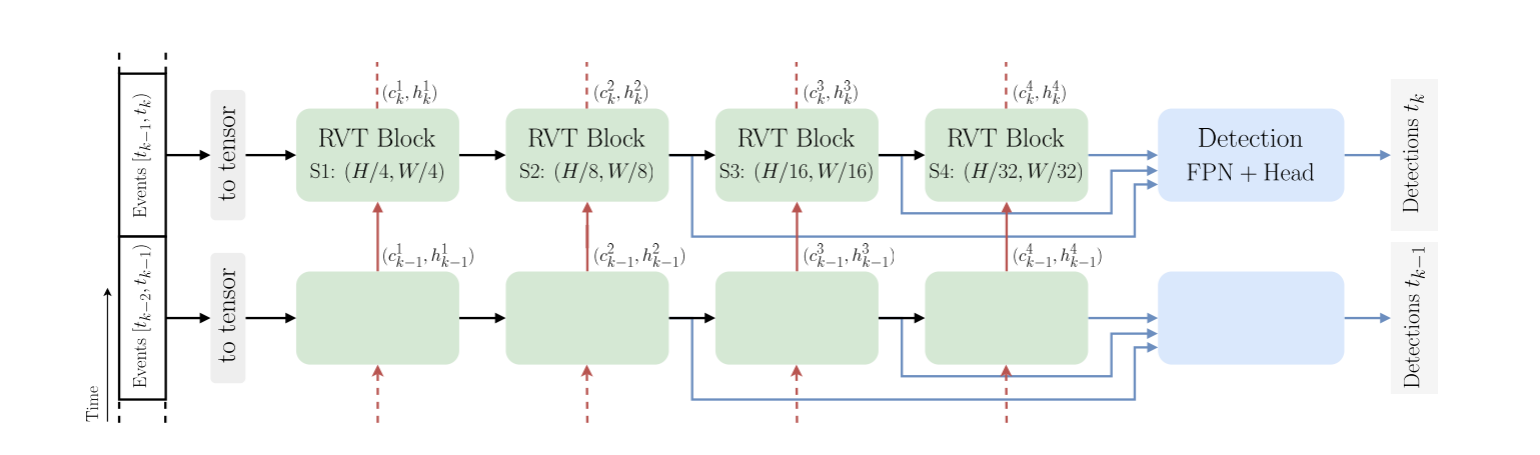 (c_k^1, h_k^1)
(c_k^2, h_k^2)
(c_k^3, h_k^3)
(c_k^4, h_k^4)
Events [t_{k-1}, t_k)
to tensor
RVT Block
S1: (H/4, W/4)
RVT Block
S2: (H/8, W/8)
RVT Block
S3: (H/16, W/16)
RVT Block
S4: (H/32, W/32)
Detection
FPN + Head
Detections t_k
(c_{k-1}^1, h_{k-1}^1)
(c_{k-1}^2, h_{k-1}^2)
(c_{k-1}^3, h_{k-1}^3)
(c_{k-1}^4, h_{k-1}^4)
Time
Events [t_{k-2}, t_{k-1})
to tensor
Detections t_{k-1}